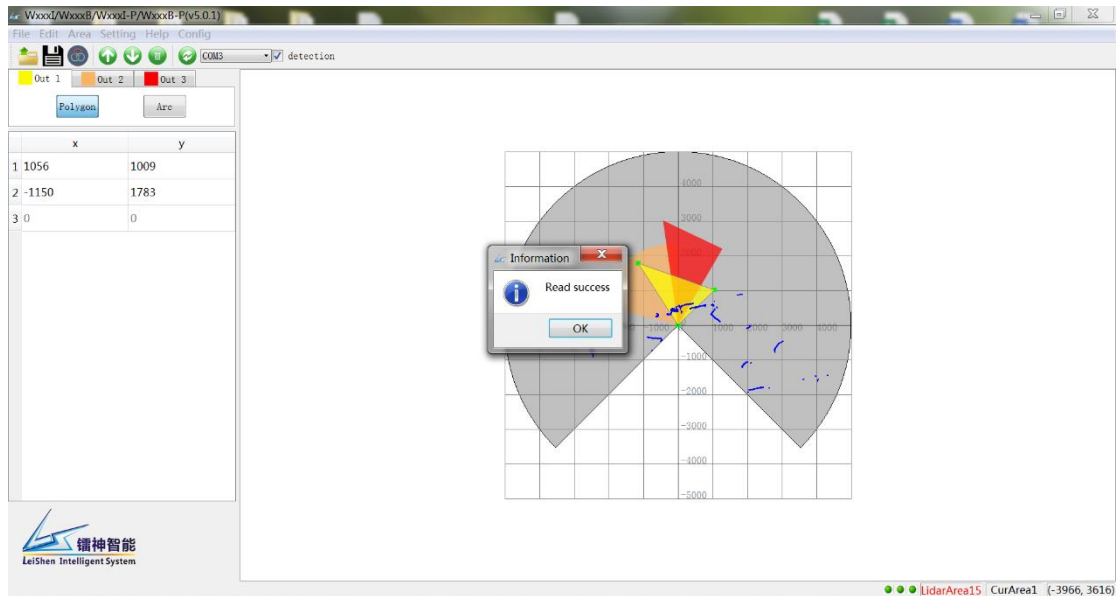 WxxxI/WxxxB/WxxxI-P/WxxxB-P(v5.0.1)
File Edit Area Setting Help Config
COM3 detection
Out 1 Out 2 Out 3
Polygon Arc
x y
1 1056 1009
2 -1150 1783
3 0 0
4000
3000
Information
Read success
OK
-1000 1000 2000 3000 4000
-1000
-2000
-3000
-4000
-5000
镭神智能
LeiShen Intelligent System
LidarArea15 CurArea1 (-3966, 3616)